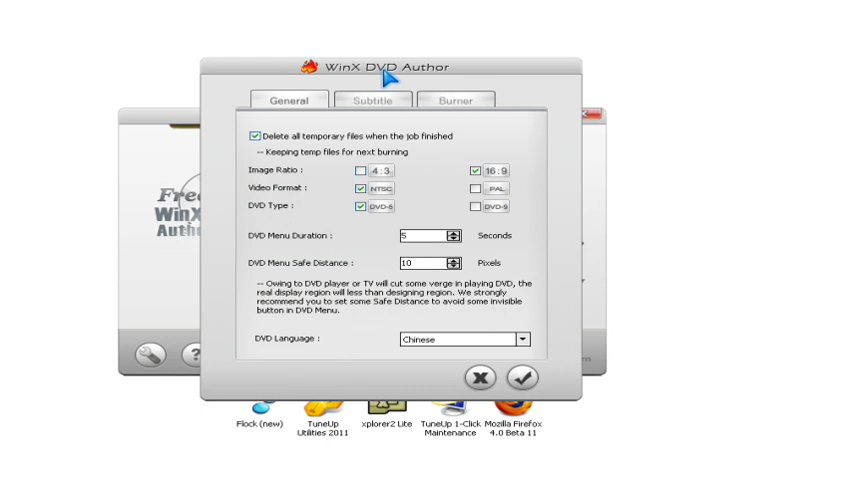 WinX DVD Author
General
Subtitle
Burner
Delete all temporary files when the job finished
-- Keeping temp files for next burning
Image Ratio : 4:3 16:9
Video Format : NTSC PAL
DVD Type : DVD-5 DVD-9
DVD Menu Duration : 5 Seconds
DVD Menu Safe Distance : 10 Pixels
-- Owing to DVD player or TV will cut some verge in playing DVD, the
real display region will less than designing region. We strongly
recommend you to set some Safe Distance to avoid some invisible
button in DVD Menu.
DVD Language : Chinese
Free
WinX
Auth
?
m
Flock (new)
TuneUp
Utilities 2011
xplorer2 Lite
TuneUp 1-Click
Maintenance
Mozilla Firefox
4.0 Beta 11